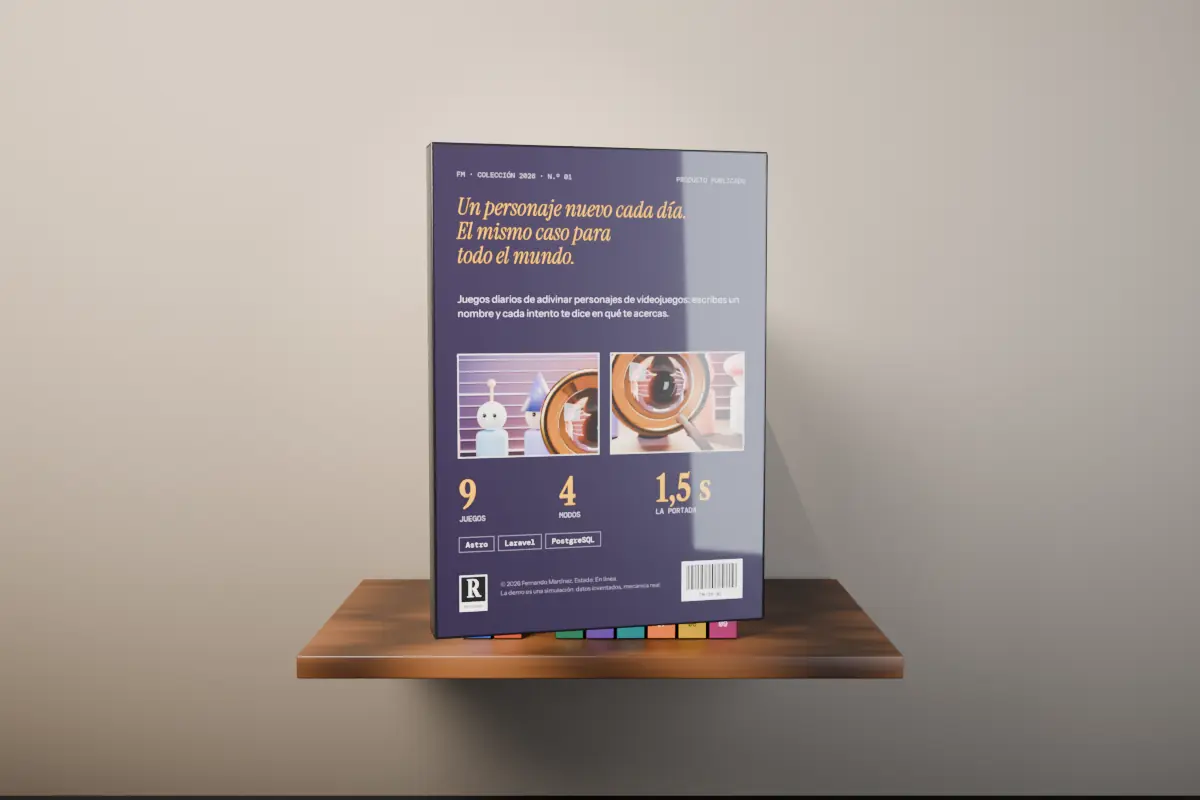 FM · COLECCIÓN 2026 · N.º 01
PRODUCTO PUBLICADO
Un personaje nuevo cada día.
El mismo caso para
todo el mundo.
Juegos diarios de adivinar personajes de videojuegos: escribes un
nombre y cada intento te dice en qué te acercas.
9
JUEGOS
4
MODOS
1,5 s
LA PORTADA
Astro
Laravel
PostgreSQL
R
© 2026 Fernando Martínez. Estado: En línea.
La demo es una simulación: datos inventados, mecánica real.
09